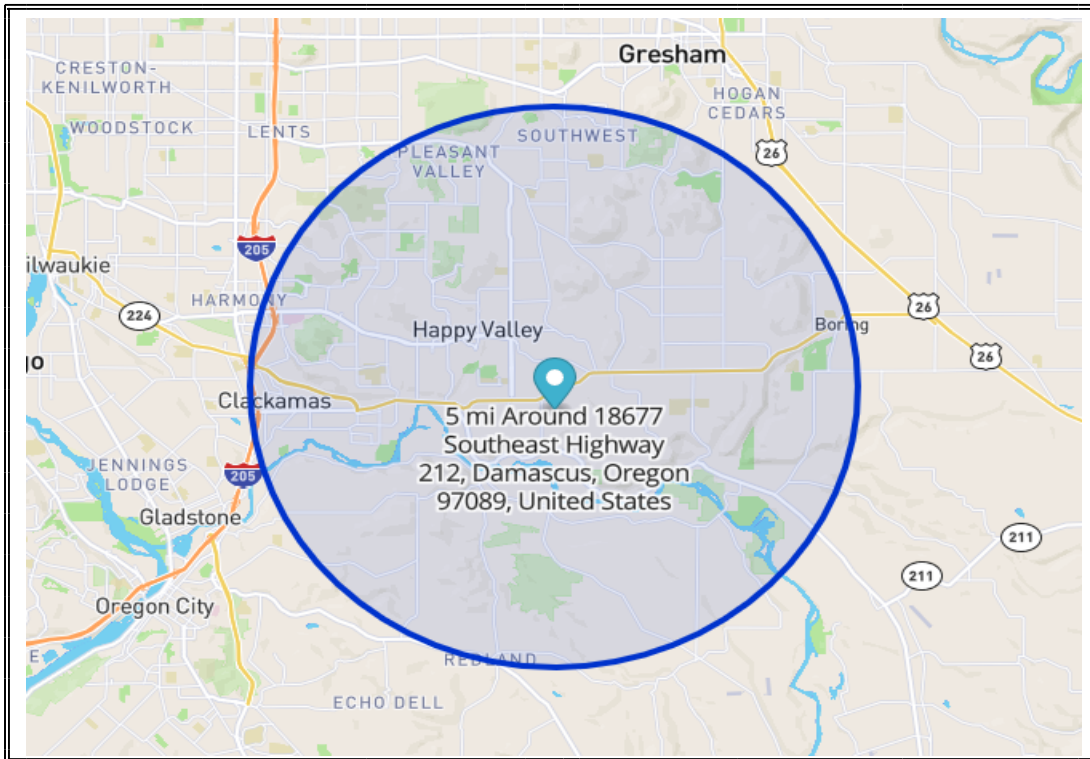 Gresham
CRESTON-
KENILWORTH
HOGAN
CEDARS
WOODSTOCK
LENTS
SOUTHWEST
PLEASANT
VALLEY
26
205
ilwaukie
HARMONY
224
26
Happy Valley
Boring
26
go
Clackamas
5 mi Around 18677
Southeast Highway
212, Damascus, Oregon
97089, United States
JENNINGS
LODGE
205
Gladstone
211
211
Oregon City
E
REDLAND
ECHO DELL